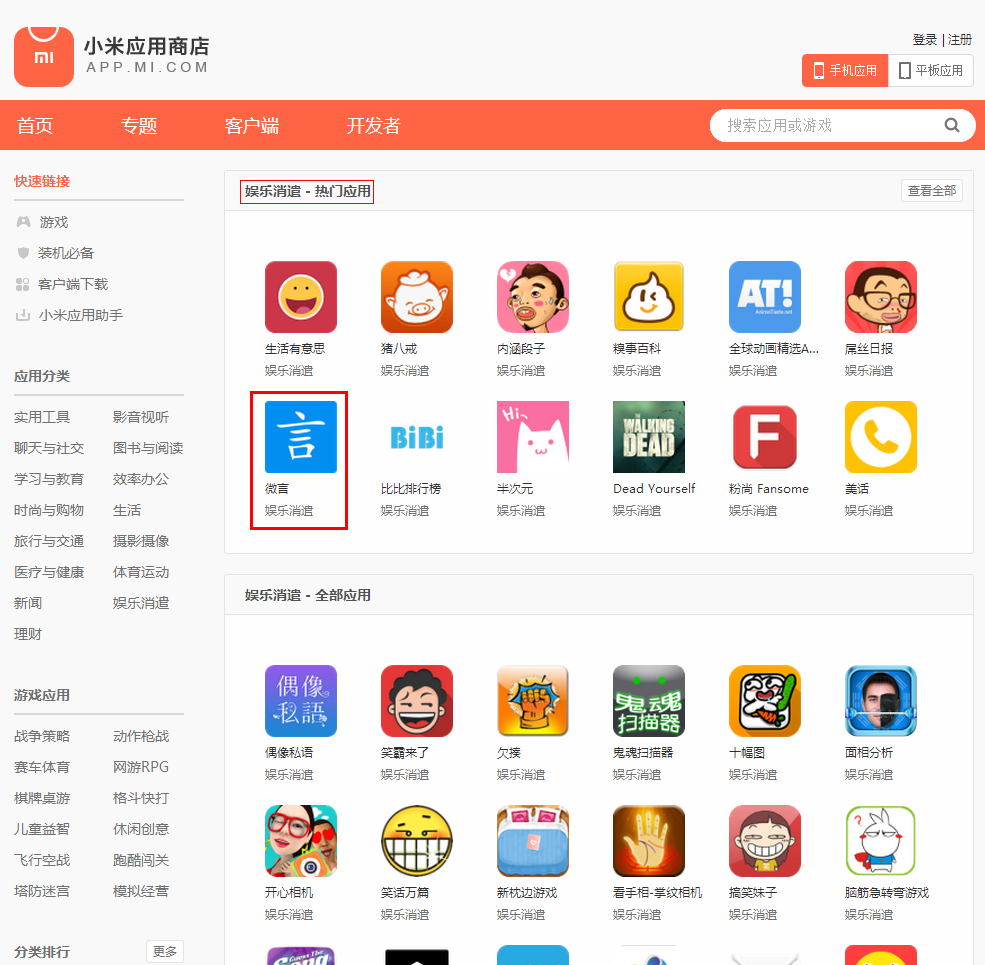 mi
小米应用商店
APP.MI.COM
登录 | 注册
手机应用
平板应用
首页
专题
客户端
开发者
搜索应用或游戏
快速链接
游戏
装机必备
客户端下载
小米应用助手
应用分类
实用工具 影音视听
聊天与社交 图书与阅读
学习与教育 效率办公
时尚与购物 生活
旅行与交通 摄影摄像
医疗与健康 体育运动
新闻 娱乐消遣
理财
游戏应用
战争策略 动作枪战
赛车体育 网游RPG
棋牌桌游 格斗快打
儿童益智 休闲创意
飞行空战 跑酷闯关
塔防迷宫 模拟经营
分类排行 更多
娱乐消遣 - 热门应用 查看全部
AT!
AnimeTaste.net
生活有意思 猪八戒 内涵段子 糗事百科 全球动画精选A... 屌丝日报
娱乐消遣 娱乐消遣 娱乐消遣 娱乐消遣 娱乐消遣 娱乐消遣
言 BiBi Hi~ THE WALKING DEAD F
微言 比比排行榜 半次元 Dead Yourself 粉尚 Fansome 美话
娱乐消遣 娱乐消遣 娱乐消遣 娱乐消遣 娱乐消遣 娱乐消遣
娱乐消遣 - 全部应用
偶像私語 鬼魂扫描器
偶像私语 笑霸来了 欠揍 鬼魂扫描器 十幅图 面相分析
娱乐消遣 娱乐消遣 娱乐消遣 娱乐消遣 娱乐消遣 娱乐消遣
开心相机 笑话万篇 新枕边游戏 看手相-掌纹相机 搞笑妹子 脑筋急转弯游戏
娱乐消遣 娱乐消遣 娱乐消遣 娱乐消遣 娱乐消遣 娱乐消遣